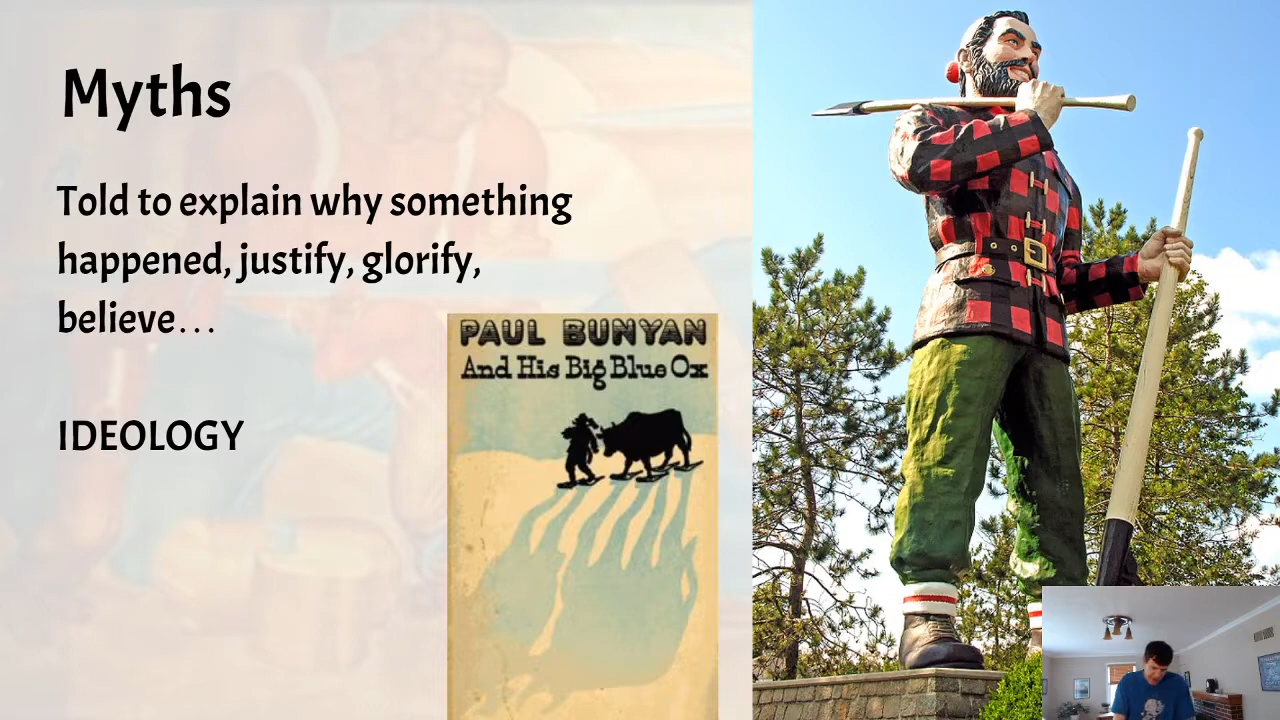 Myths
Told to explain why something
happened, justify, glorify,
believe...
IDEOLOGY
PAUL BUNYAN
And His Big Blue Ox